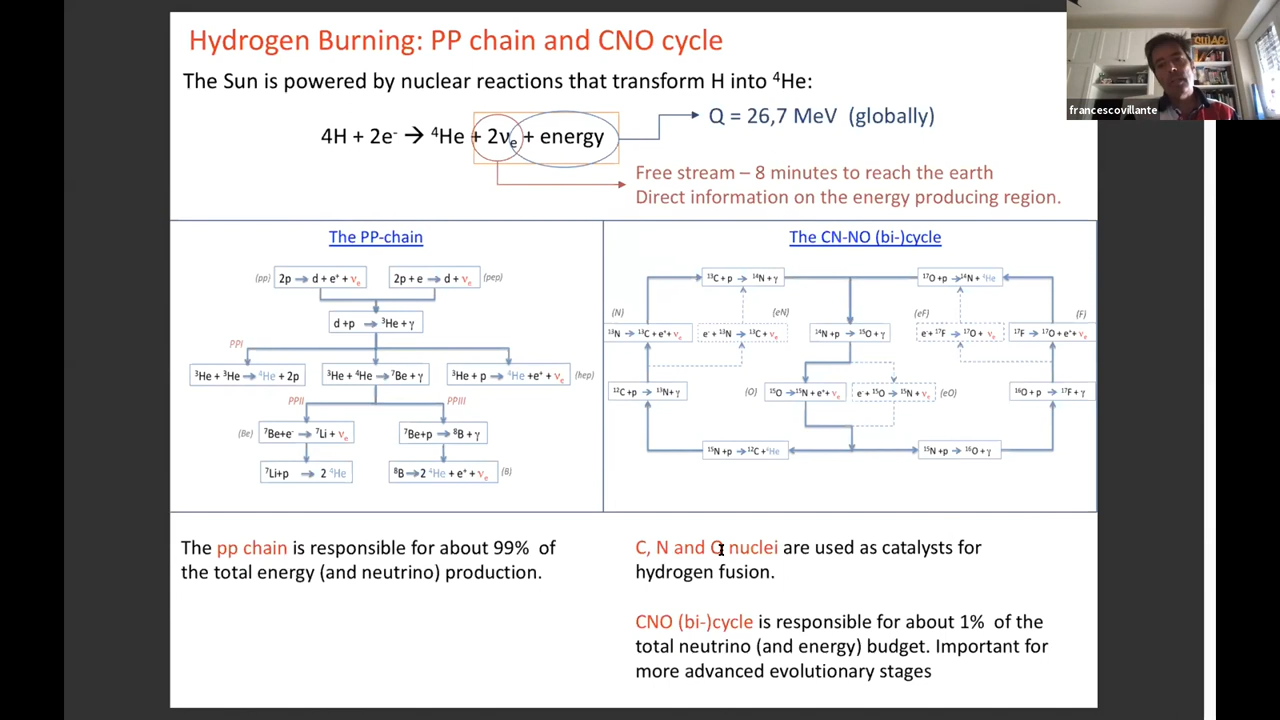 Hydrogen Burning: PP chain and CNO cycle
The Sun is powered by nuclear reactions that transform H into ⁴He:
4H + 2e⁻ → ⁴He + 2νₑ + energy
Q = 26,7 MeV (globally)
Free stream – 8 minutes to reach the earth
Direct information on the energy producing region.
francescovillante
The PP-chain
(pp) 2p → d + e⁺ + νₑ
2p + e → d + νₑ (pep)
d +p → ³He + γ
PPI
³He + ³He → ⁴He + 2p
³He + ⁴He → ⁷Be + γ
³He + p → ⁴He +e⁺ + νₑ (hep)
PPII
PPIII
(Be) ⁷Be+e⁻ → ⁷Li + νₑ
⁷Be+p → ⁸B + γ
⁷Li+p → 2 ⁴He
⁸B → 2 ⁴He + e⁺ + νₑ (B)
The CN-NO (bi-)cycle
¹³C + p → ¹⁴N + γ
¹⁷O +p → ¹⁴N + ⁴He
(N)
(eN)
(eF)
(F)
¹³N → ¹³C + e⁺+ νₑ
e⁻ + ¹³N → ¹³C + νₑ
¹⁴N+p → ¹⁵O + γ
e⁻+ ¹⁷F → ¹⁷O + νₑ
¹⁷F → ¹⁷O + e⁺+ νₑ
¹²C +p → ¹³N+ γ
(O) ¹⁵O → ¹⁵N + e⁺+ νₑ
e⁻+ ¹⁵O → ¹⁵N + νₑ (eO)
¹⁶O + p → ¹⁷F + γ
¹⁵N +p → ¹²C +⁴He
¹⁵N +p → ¹⁶O + γ
The pp chain is responsible for about 99% of
the total energy (and neutrino) production.
C, N and O nuclei are used as catalysts for
hydrogen fusion.
CNO (bi-)cycle is responsible for about 1% of the
total neutrino (and energy) budget. Important for
more advanced evolutionary stages